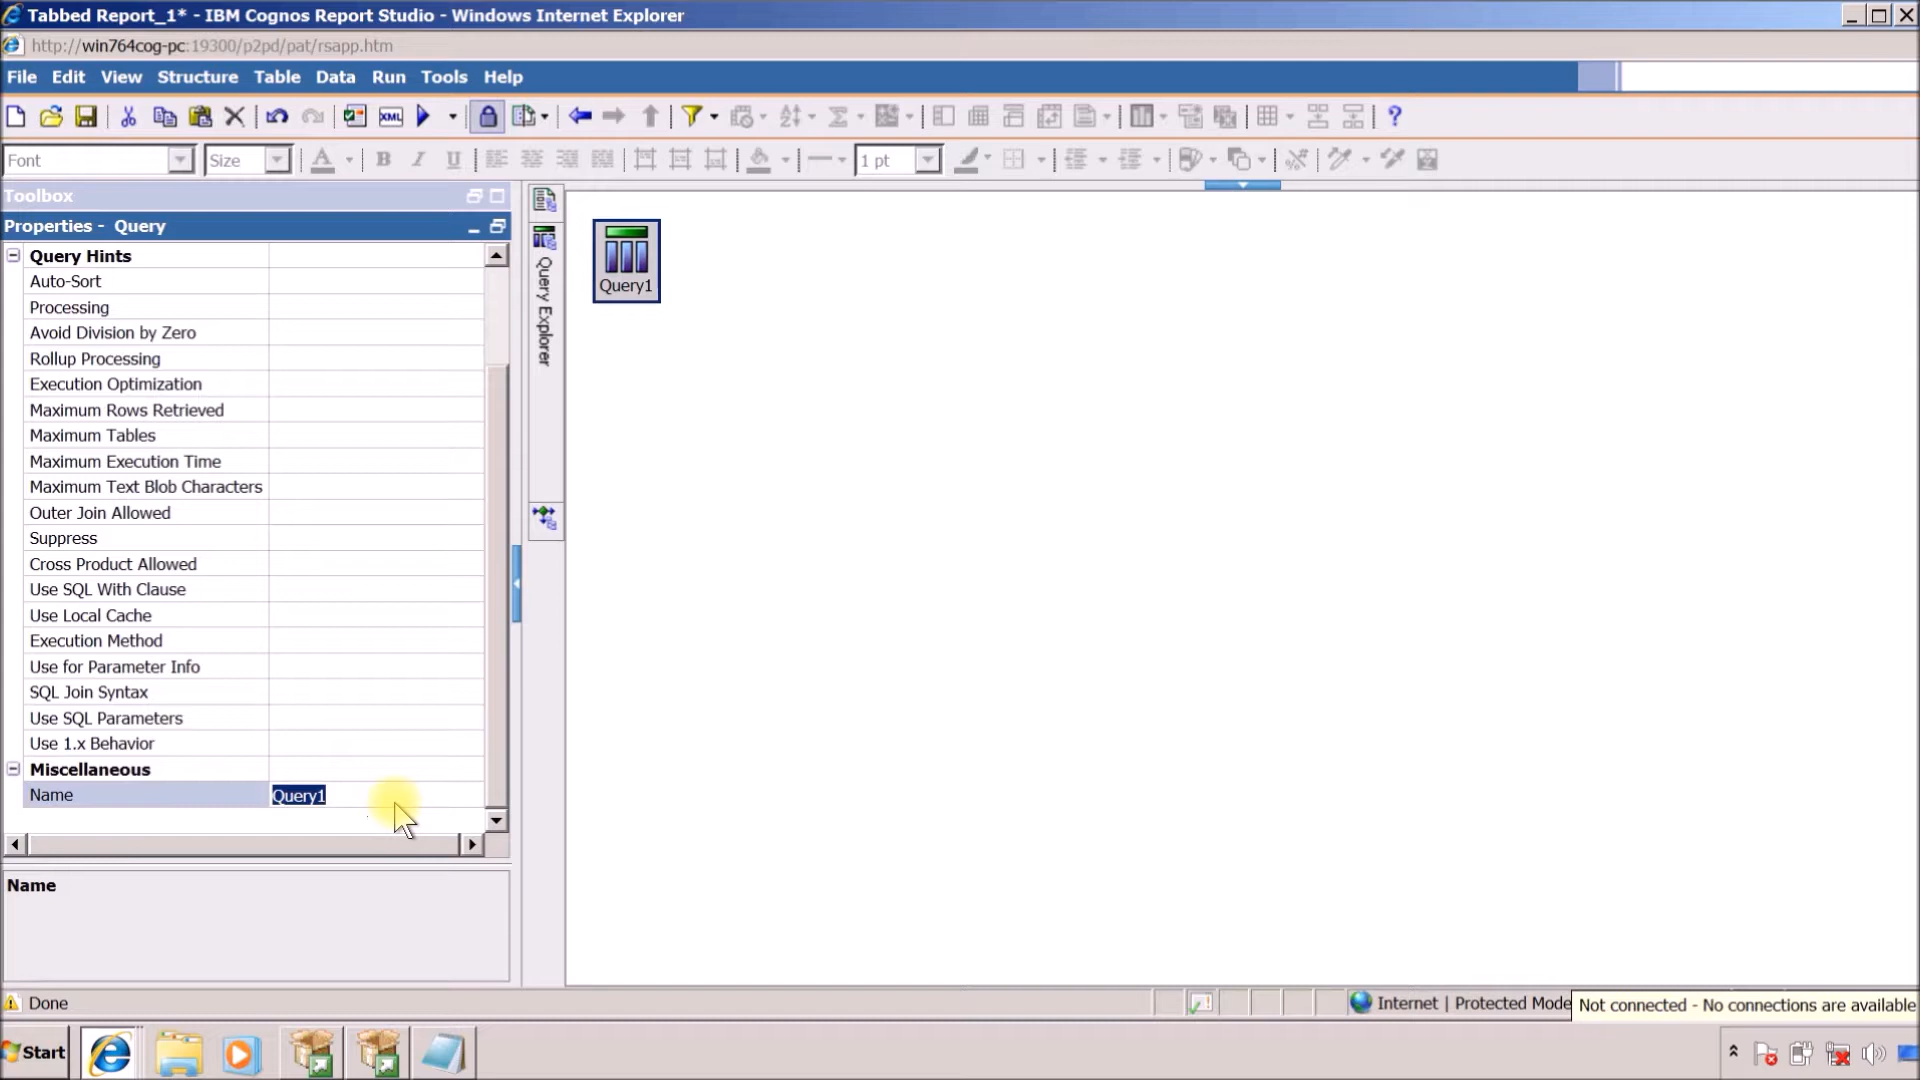 Tabbed Report_1* - IBM Cognos Report Studio - Windows Internet Explorer
http://win764cog-pc:19300/p2pd/pat/rsapp.htm
File Edit View Structure Table Data Run Tools Help
XML
Font Size A B I U 1 pt
Toolbox
Properties - Query
Query Hints
Auto-Sort
Processing
Avoid Division by Zero
Rollup Processing
Execution Optimization
Maximum Rows Retrieved
Maximum Tables
Maximum Execution Time
Maximum Text Blob Characters
Outer Join Allowed
Suppress
Cross Product Allowed
Use SQL With Clause
Use Local Cache
Execution Method
Use for Parameter Info
SQL Join Syntax
Use SQL Parameters
Use 1.x Behavior
Miscellaneous
Name Query1
Name
Query Explorer
Query1
Done
Internet | Protected Mode
Not connected - No connections are available
Start